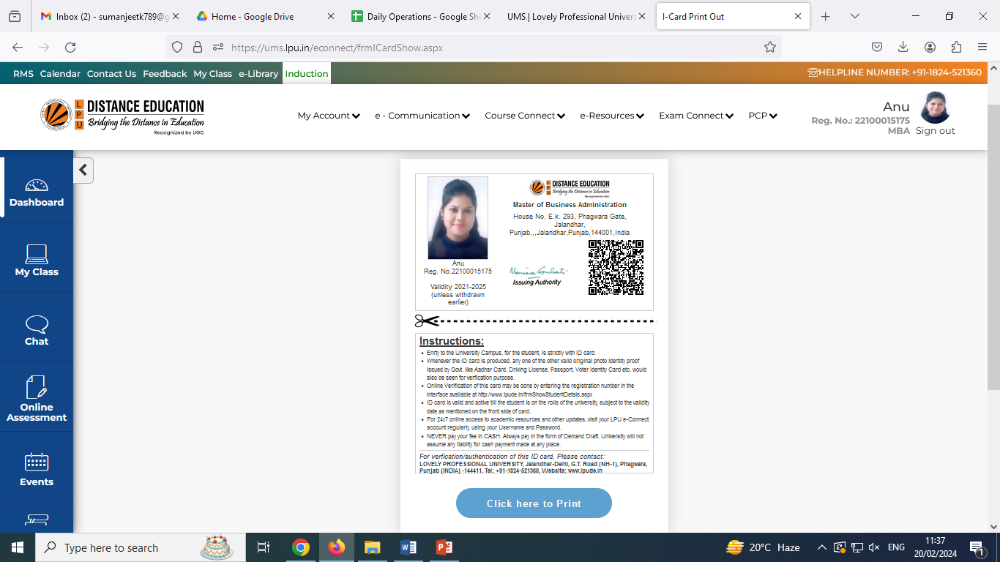 Inbox (2) - sumanjeetk789@g
Home - Google Drive
Daily Operations - Google She
UMS | Lovely Professional Univers
I-Card Print Out
https://ums.lpu.in/econnect/frmICardShow.aspx
RMS Calendar Contact Us Feedback My Class e-Library Induction
HELPLINE NUMBER: +91-1824-521360
LPU
DISTANCE EDUCATION
Bridging the Distance in Education
Recognized by UGC
My Account e - Communication Course Connect e-Resources Exam Connect PCP
Anu
Reg. No.: 22100015175
MBA
Sign out
Dashboard
My Class
Chat
Online
Assessment
Events
LPU
DISTANCE EDUCATION
Bridging the Distance in Education
Recognized by UGC
Master of Business Administration
House No. E.k. 293, Phagwara Gate,
Jalandhar,
Punjab,,,Jalandhar,Punjab,144001,India
Anu
Reg. No.22100015175
Validity 2021-2025
(unless withdrawn
earlier)
Monica Gulati
Issuing Authority
Instructions:
• Enrty to the University Campus, for the student, is strictly with ID card.
• Whenever the ID card is produced, any one of the other valid original photo identity proof
issued by Govt. like Aadhar Card, Driving License, Passport, Voter Identity Card etc. would
also be seen for verfication purpose.
• Online Verification of this card may be done by entering the registration number in the
interface available at http://www.lpude.in/frmShowStudentDetais.aspx
• ID card is valid and active till the student is on the rolls of the university, subject to the validity
date as mentioned on the front side of card.
• For 24x7 online access to academic resources and other updates, visit your LPU e-Connect
account regularly, using your Username and Password.
• NEVER pay your fee in CASH. Always pay in the form of Demand Draft. University will not
assume any liablity for cash payment made at any place.
For verfication/authentication of this ID card, Please contact:
LOVELY PROFESSIONAL UNIVERSITY, Jalandhar-Delhi, G.T. Road (NH-1), Phagwara,
Punjab (INDIA) -144411. Tel: +91-1824-521360, Website: www.lpude.in
Click here to Print
Type here to search
20°C Haze
ENG
11:37
20/02/2024
1